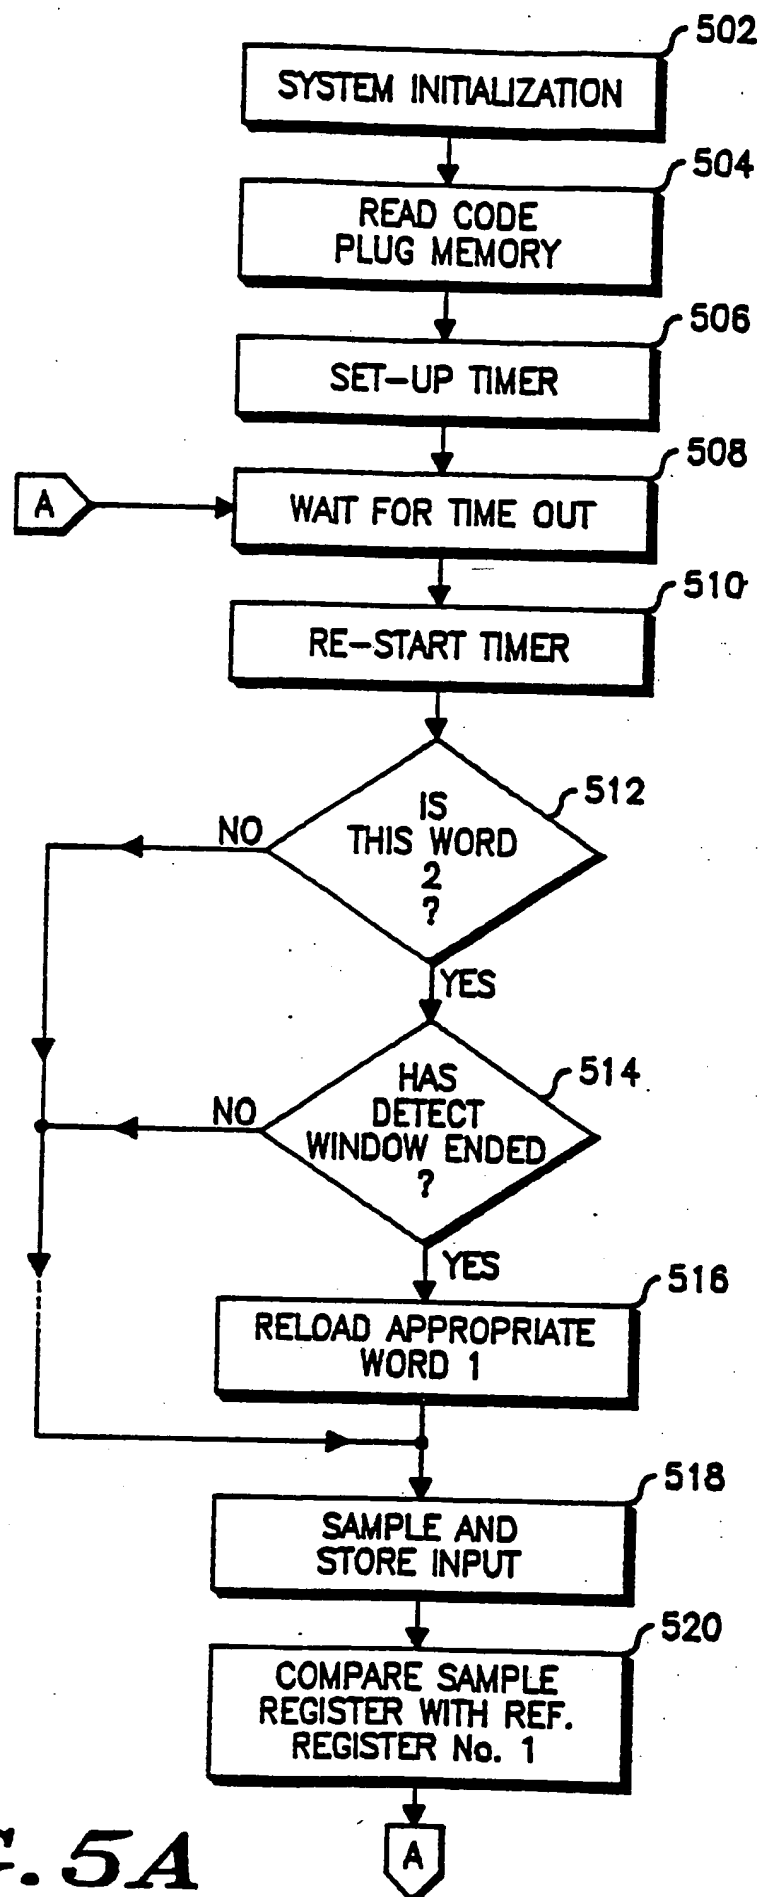 502
SYSTEM INITIALIZATION
504
READ CODE
PLUG MEMORY
506
SET-UP TIMER
508
A
WAIT FOR TIME OUT
510
RE-START TIMER
512
IS
THIS WORD
2
?
NO
YES
514
HAS
DETECT
WINDOW ENDED
?
NO
YES
516
RELOAD APPROPRIATE
WORD 1
518
SAMPLE AND
STORE INPUT
520
COMPARE SAMPLE
REGISTER WITH REF.
REGISTER No. 1
A
G. 5A